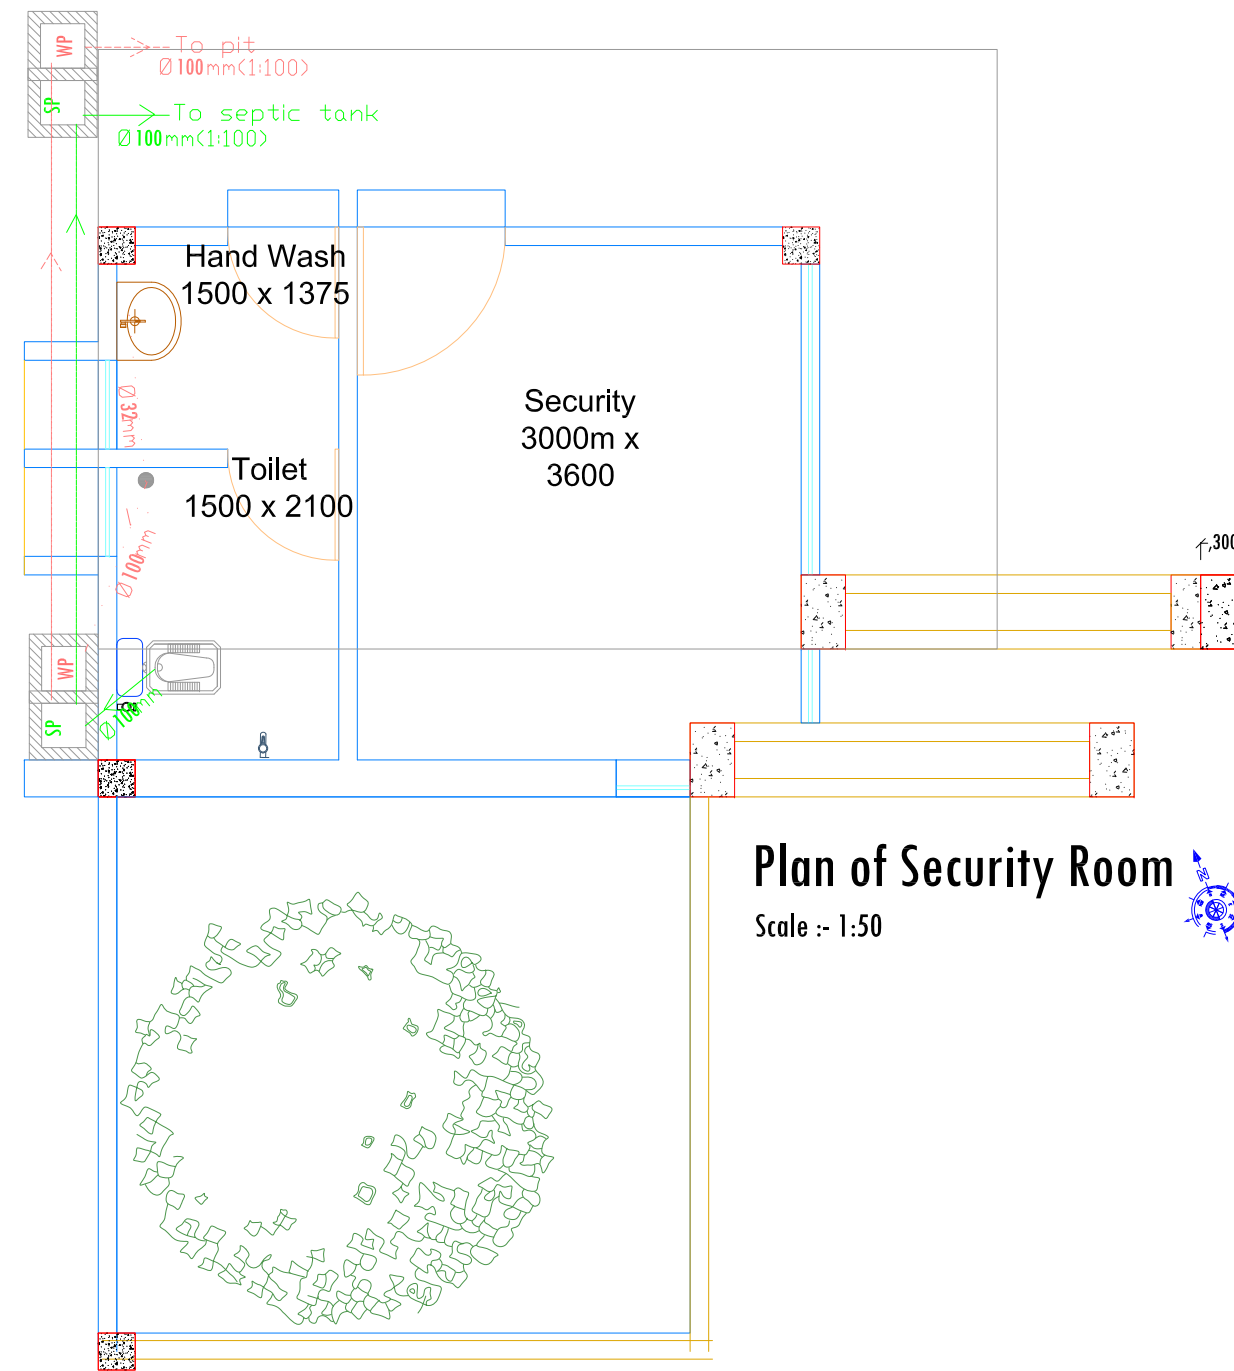 WP
To pit
Ø100mm(1:100)
SP
To septic tank
Ø100mm(1:100)
Hand Wash
1500 x 1375
Ø32mm
Security
3000m x
3600
Toilet
1500 x 2100
Ø100mm
,300
WP
Ø100mm
SP
Plan of Security Room
Scale :- 1:50
N